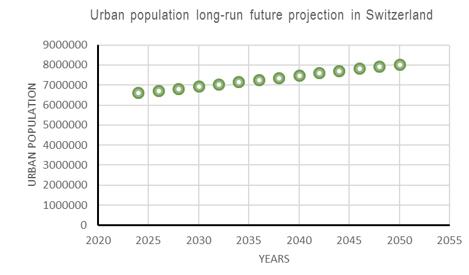 Urban population long-run future projection in Switzerland
9000000
8000000
7000000
6000000
5000000
4000000
3000000
2000000
1000000
0
URBAN POPULATION
2020 2025 2030 2035 2040 2045 2050 2055
YEARS